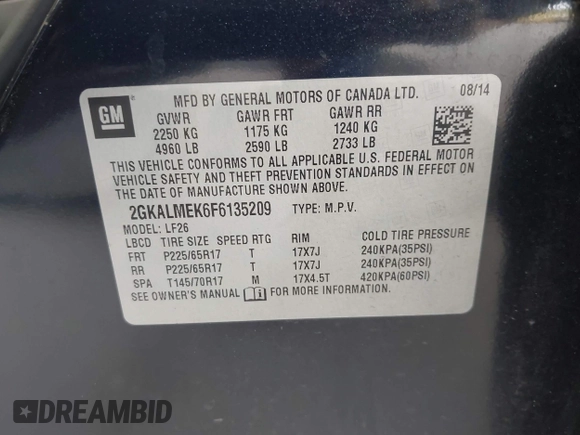 GM
MFD BY GENERAL MOTORS OF CANADA LTD. 08/14
GVWR GAWR FRT GAWR RR
2250 KG 1175 KG 1240 KG
4960 LB 2590 LB 2733 LB
THIS VEHICLE CONFORMS TO ALL APPLICABLE U.S. FEDERAL MOTOR
VEHICLE SAFETY AND THEFT PREVENTION STANDARDS IN EFFECT ON
THE DATE OF MANUFACTURE SHOWN ABOVE.
2GKALMEK6F6135209 TYPE: M.P.V.
MODEL: LF26
LBCD TIRE SIZE SPEED RTG RIM COLD TIRE PRESSURE
FRT P225/65R17 T 17X7J 240KPA(35PSI)
RR P225/65R17 T 17X7J 240KPA(35PSI)
SPA T145/70R17 M 17X4.5T 420KPA(60PSI)
SEE OWNER'S MANUAL FOR MORE INFORMATION.
DREAMBID